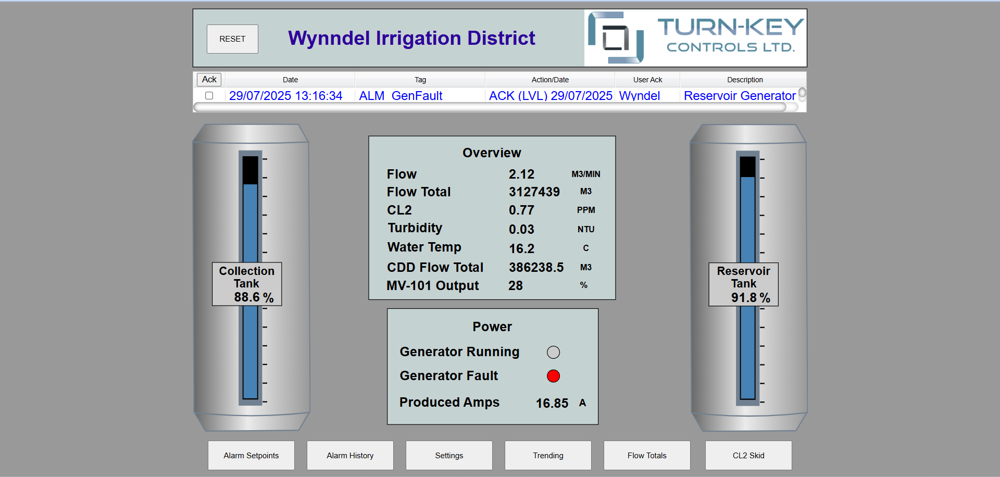 RESET
Wynndel Irrigation District
TURN-KEY
CONTROLS LTD.
Ack Date Tag Action/Date User Ack Description
29/07/2025 13:16:34 ALM_GenFault ACK (LVL) 29/07/2025 Wyndel Reservoir Generator
Overview
Flow 2.12 M3/MIN
Flow Total 3127439 M3
CL2 0.77 PPM
Turbidity 0.03 NTU
Water Temp 16.2 C
CDD Flow Total 386238.5 M3
MV-101 Output 28 %
Collection
Tank
88.6 %
Reservoir
Tank
91.8 %
Power
Generator Running
Generator Fault
Produced Amps 16.85 A
Alarm Setpoints Alarm History Settings Trending Flow Totals CL2 Skid